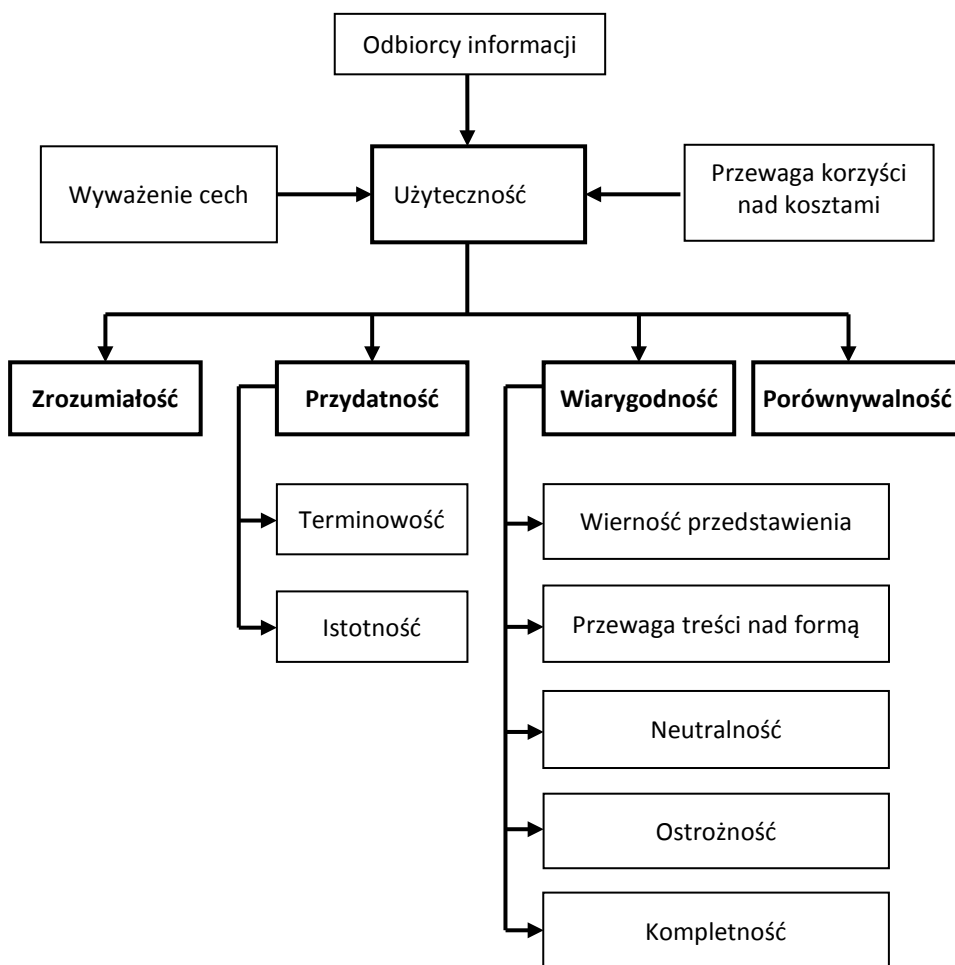 Odbiorcy informacji
Wyważenie cech
Użyteczność
Przewaga korzyści
nad kosztami
Zrozumiałość
Przydatność
Wiarygodność
Porównywalność
Terminowość
Wierność przedstawienia
Istotność
Przewaga treści nad formą
Neutralność
Ostrożność
Kompletność